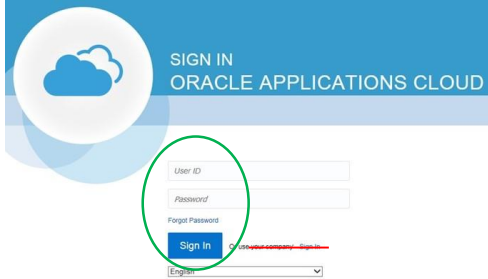 SIGN IN
ORACLE APPLICATIONS CLOUD
User ID
Password
Forgot Password
Sign In Or use your company Sign In
English